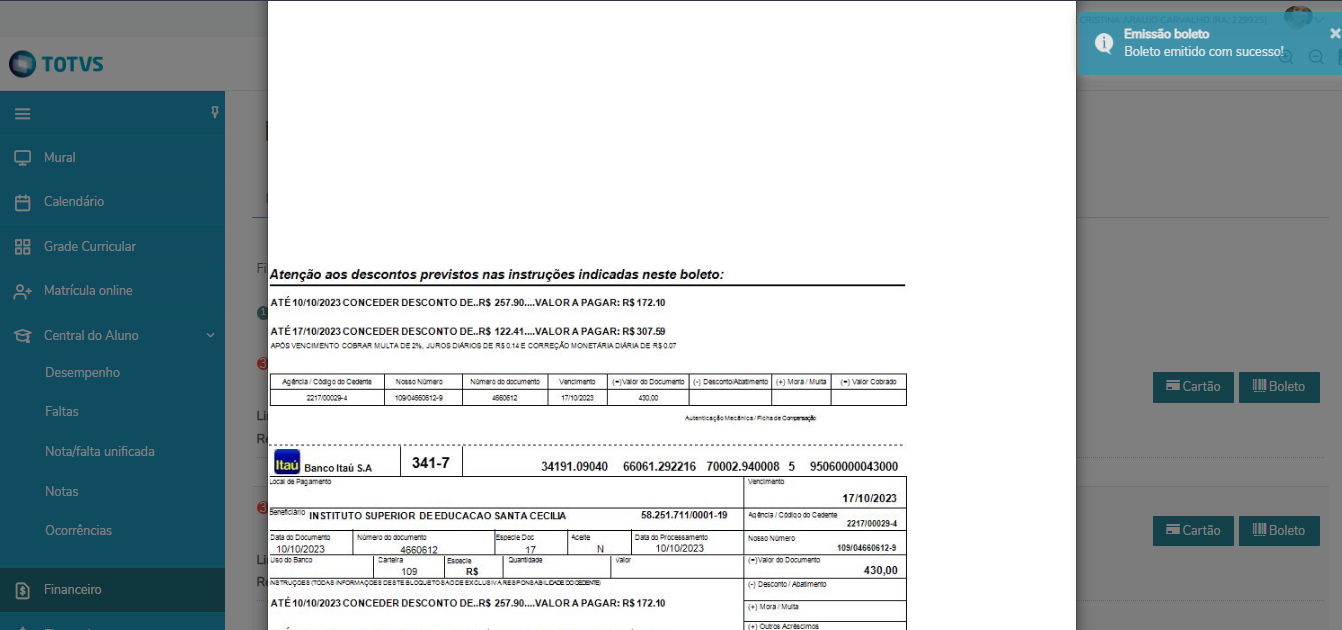 CRISTINA ARAUJO CARVALHO (RA: 229925)
Emissão boleto
Boleto emitido com sucesso!
TOTVS
Mural
Calendário
Grade Curricular
Matrícula online
Central do Aluno
Desempenho
Faltas
Nota/falta unificada
Notas
Ocorrências
Financeiro
Atenção aos descontos previstos nas instruções indicadas neste boleto:
ATÉ 10/10/2023 CONCEDER DESCONTO DE..R$ 257.90....VALOR A PAGAR: R$ 172.10
ATÉ 17/10/2023 CONCEDER DESCONTO DE..R$ 122.41....VALOR A PAGAR: R$ 307.59
APÓS VENCIMENTO COBRAR MULTA DE 2%, JUROS DIÁRIOS DE R$ 0.14 E CORREÇÃO MONETÁRIA DIÁRIA DE R$ 0.07
Agência / Código do Cedente Nosso Número Número do documento Vencimento (=)Valor do Documento (-) Desconto/Abatimento (+) Mora / Multa (=) Valor Cobrado
2217/00029-4 109/04660612-9 4660612 17/10/2023 430,00
Autenticação Mecânica / Ficha de Compensação
Itaú Banco Itaú S.A 341-7 34191.09040 66061.292216 70002.940008 5 95060000043000
Local de Pagamento Vencimento
17/10/2023
Beneficiário INSTITUTO SUPERIOR DE EDUCACAO SANTA CECILIA 58.251.711/0001-19 Agência / Código do Cedente
2217/00029-4
Data do Documento Número do documento Especie Doc Aceite Data do Processamento Nosso Número
10/10/2023 4660612 17 N 10/10/2023 109/04660612-9
Uso do Banco Carteira Especie Quantidade Valor (=)Valor do Documento
109 R$ 430,00
INSTRUÇÕES (TODAS INFORMAÇÕES DESTE BLOQUETO SAO DE EXCLUSIVA RESPONSABILIDADE DO CEDENTE) (-) Desconto / Abatimento
ATÉ 10/10/2023 CONCEDER DESCONTO DE..R$ 257.90....VALOR A PAGAR: R$ 172.10
(+) Mora / Multa
(+) Outros Acréscimos
Cartão Boleto
Cartão Boleto